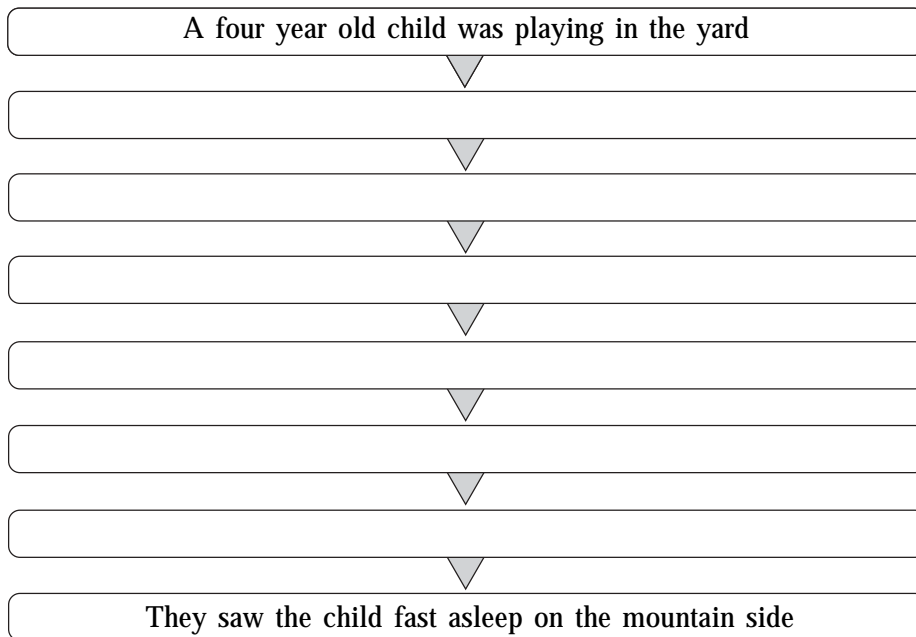 A four year old child was playing in the yard
They saw the child fast asleep on the mountain side